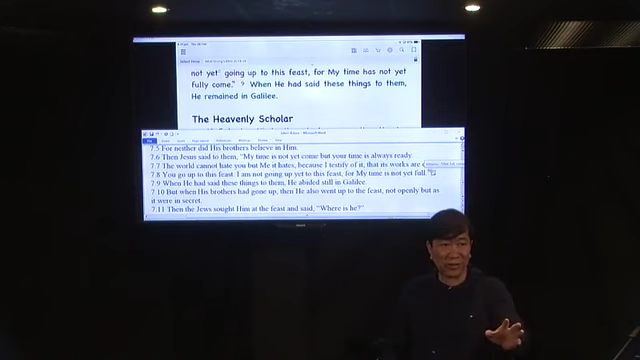 not yet going up to this feast, for My time has not yet
fully come." 9 When He had said these things to them,
He remained in Galilee.
The Heavenly Scholar
7.5 For neither did His brothers believe in Him.
7.6 Then Jesus said to them, "My time is not yet come but your time is always ready.
7.7 The world cannot hate you but Me it hates, because I testify of it, that its works are
7.8 You go up to this feast. I am not going up yet to this feast, for My time is not yet full."
7.9 When He had said these things to them, He abided still in Galilee.
7.10 But when His brothers had gone up, then He also went up to the feast, not openly but as
it were in secret.
7.11 Then the Jews sought Him at the feast and said, "Where is he?"